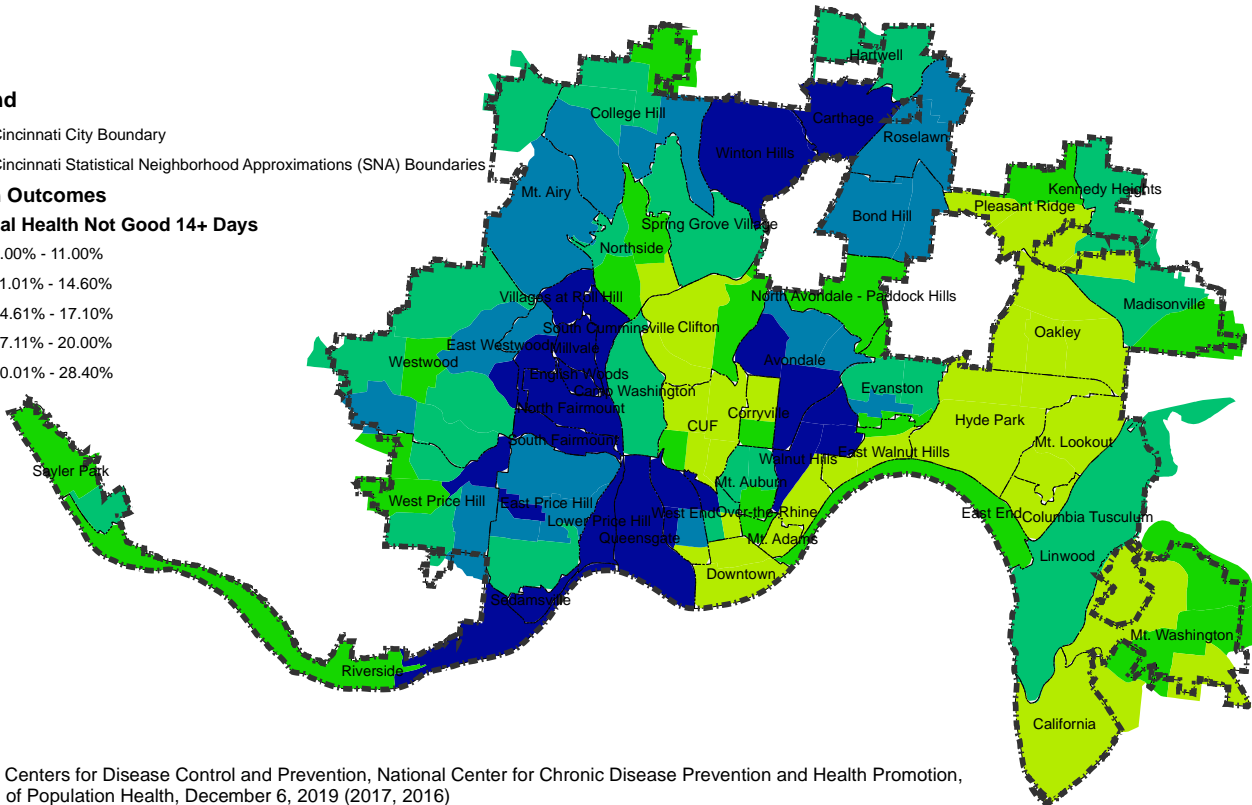 Hartwell
nd
Cincinnati City Boundary
Cincinnati Statistical Neighborhood Approximations (SNA) Boundaries
Outcomes
al Health Not Good 14+ Days
.00% - 11.00%
1.01% - 14.60%
4.61% - 17.10%
7.11% - 20.00%
0.01% - 28.40%
College Hill
Carthage
Roselawn
Winton Hills
Mt. Airy
Kennedy Heights
Pleasant Ridge
Bond Hill
Spring Grove Village
Northside
Villages at Roll Hill
North Avondale - Paddock Hills
Madisonville
South Cumminsville
Clifton
Oakley
East Westwood
Millvale
Westwood
Avondale
English Woods
Camp Washington
Evanston
North Fairmount
Corryville
Hyde Park
CUF
South Fairmount
Mt. Lookout
Walnut Hills
East Walnut Hills
Sayler Park
Mt. Auburn
West Price Hill
East Price Hill
Lower Price Hill
West End
Over-the-Rhine
East End
Columbia Tusculum
Queensgate
Mt. Adams
Linwood
Downtown
Sedamsville
Mt. Washington
Riverside
California
Centers for Disease Control and Prevention, National Center for Chronic Disease Prevention and Health Promotion,
of Population Health, December 6, 2019 (2017, 2016)